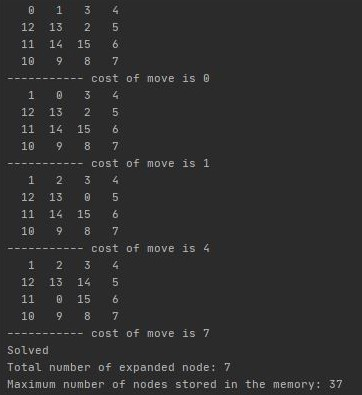 0 1 3 4
12 13 2 5
11 14 15 6
10 9 8 7
----------- cost of move is 0
1 0 3 4
12 13 2 5
11 14 15 6
10 9 8 7
----------- cost of move is 1
1 2 3 4
12 13 0 5
11 14 15 6
10 9 8 7
----------- cost of move is 4
1 2 3 4
12 13 14 5
11 0 15 6
10 9 8 7
----------- cost of move is 7
Solved
Total number of expanded node: 7
Maximum number of nodes stored in the memory: 37